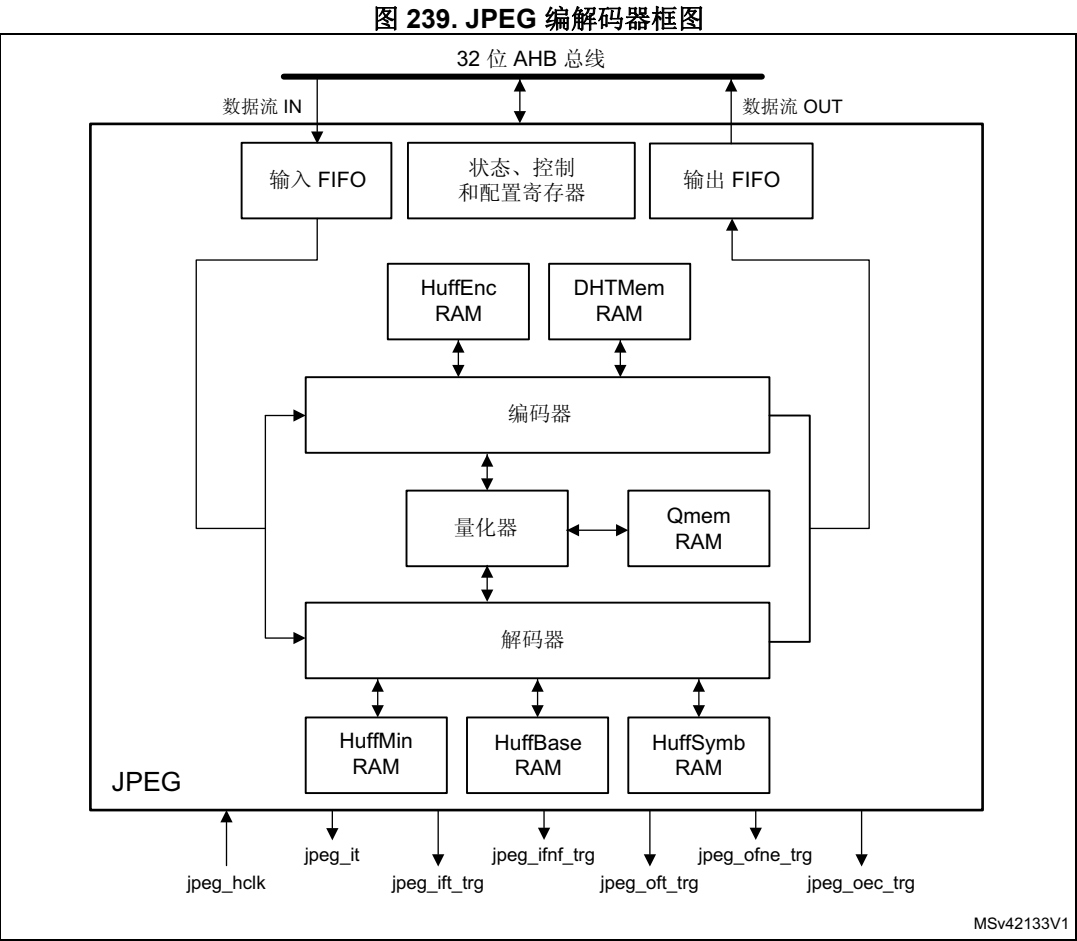 图 239. JPEG 编解码器框图
32 位 AHB 总线
数据流 IN
数据流 OUT
输入 FIFO
状态、控制
和配置寄存器
输出 FIFO
HuffEnc
RAM
DHTMem
RAM
编码器
量化器
Qmem
RAM
解码器
HuffMin
RAM
HuffBase
RAM
HuffSymb
RAM
JPEG
jpeg_hclk
jpeg_it
jpeg_ift_trg
jpeg_ifnf_trg
jpeg_oft_trg
jpeg_ofne_trg
jpeg_oec_trg
MSv42133V1